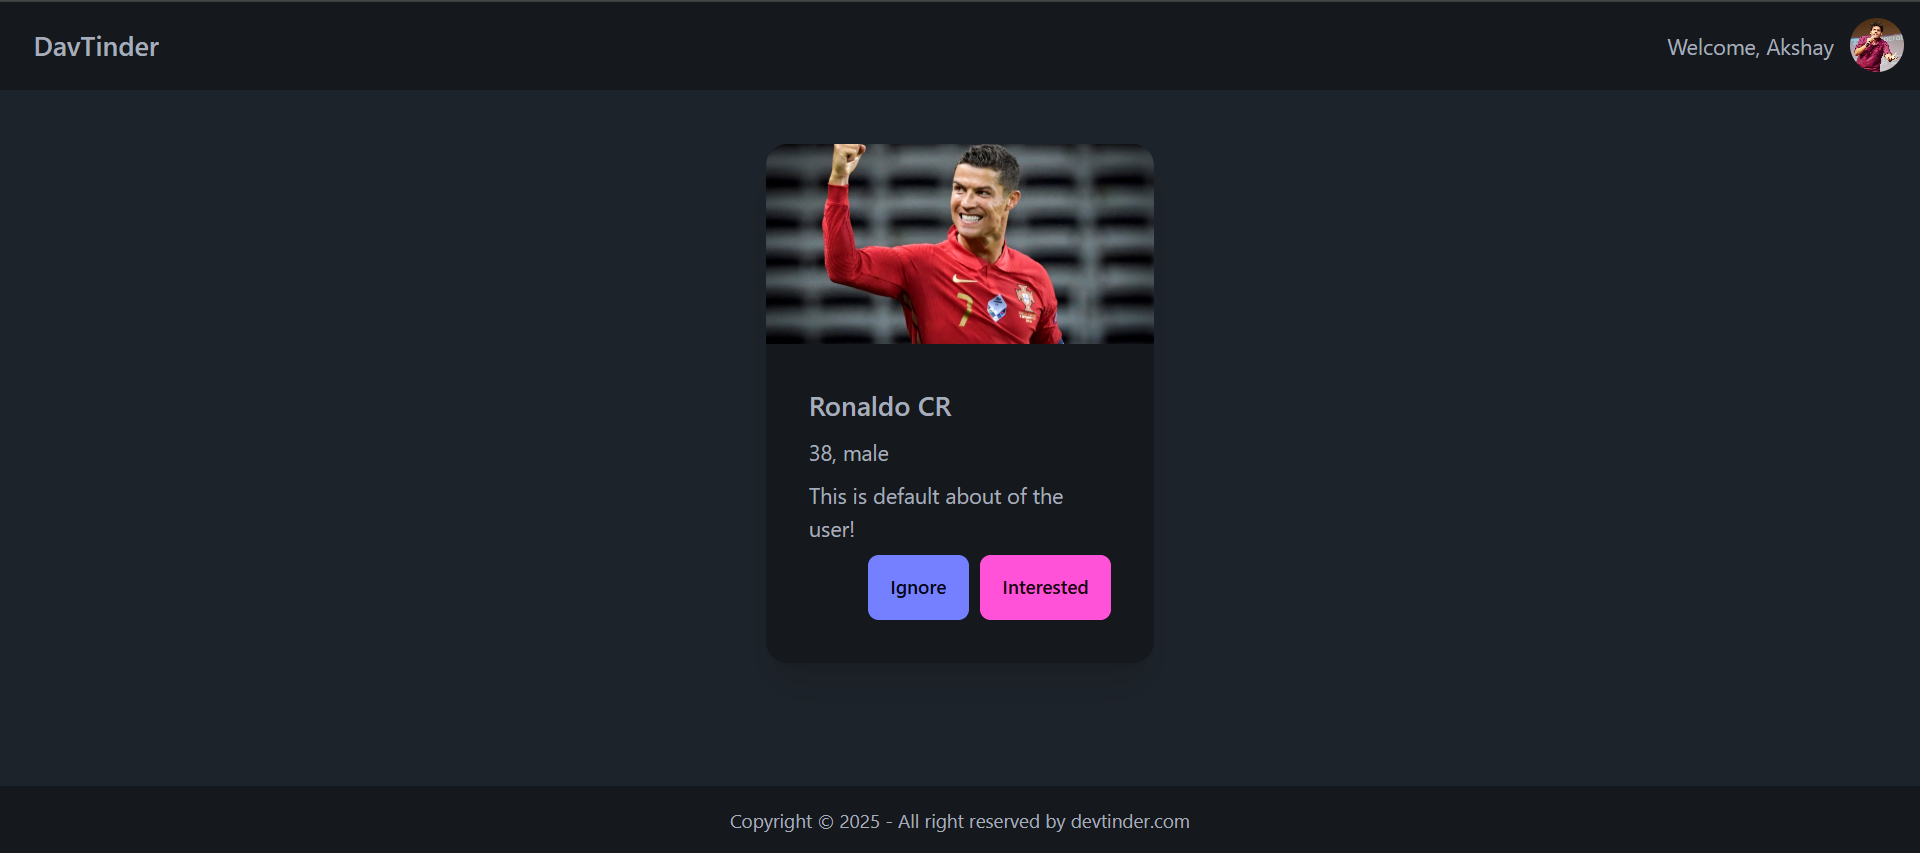 DavTinder
Welcome, Akshay
7
Ronaldo CR
38, male
This is default about of the
user!
Ignore
Interested
Copyright © 2025 - All right reserved by devtinder.com